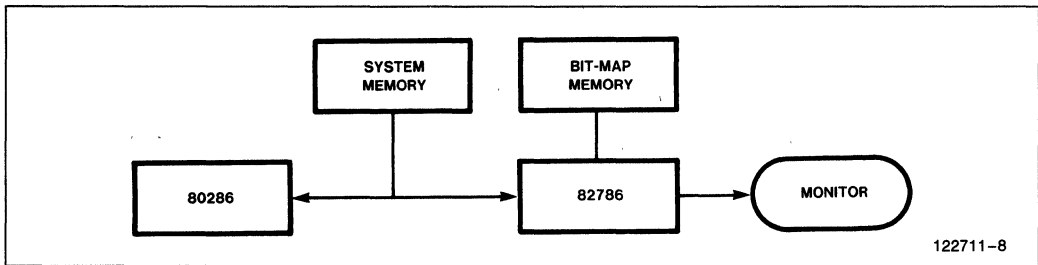 SYSTEM
MEMORY
BIT-MAP
MEMORY
80286
82786
MONITOR
122711-8